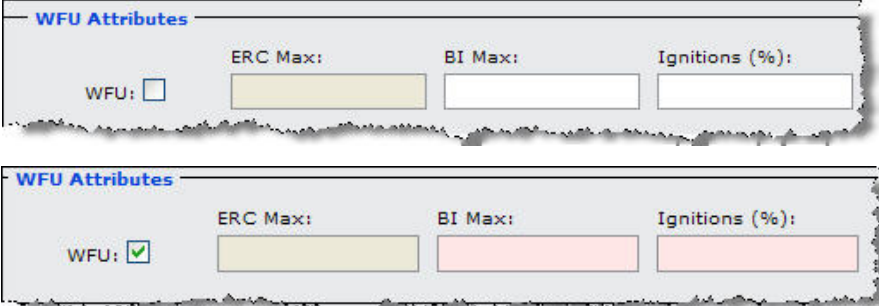 WFU Attributes
ERC Max: BI Max: Ignitions (%):
WFU:
WFU Attributes
ERC Max: BI Max: Ignitions (%):
WFU: